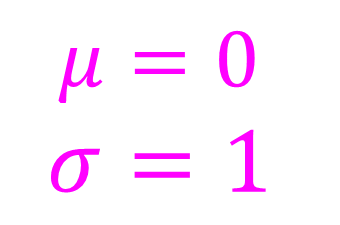 μ = 0
σ = 1